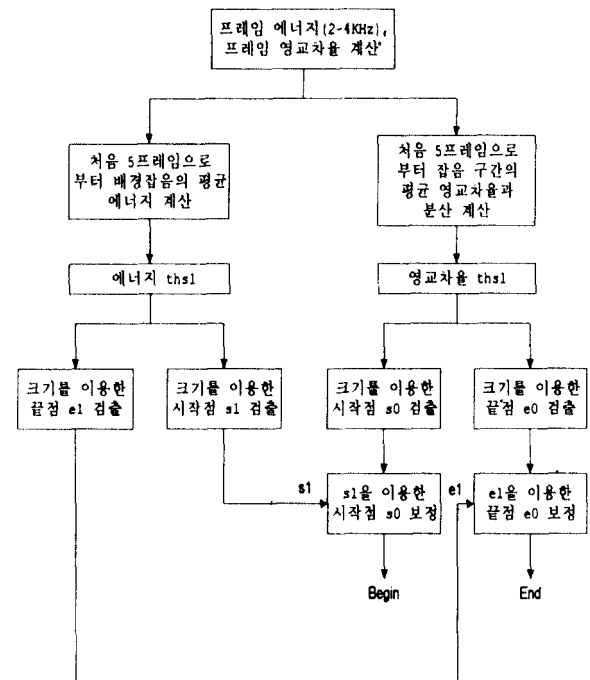 프레임 에너지(2-4KHz),
프레임 영교차율 계산
처음 5프레임으로
부터 배경잡음의 평균
에너지 계산
처음 5프레임으로
부터 잡음 구간의
평균 영교차율과
분산 계산
에너지 thsl
영교차율 thsl
크기를 이용한
끝점 e1 검출
크기를 이용한
시작점 s1 검출
크기를 이용한
시작점 s0 검출
크기를 이용한
끝점 e0 검출
s1
s1을 이용한
시작점 s0 보정
e1
e1을 이용한
끝점 e0 보정
Begin
End